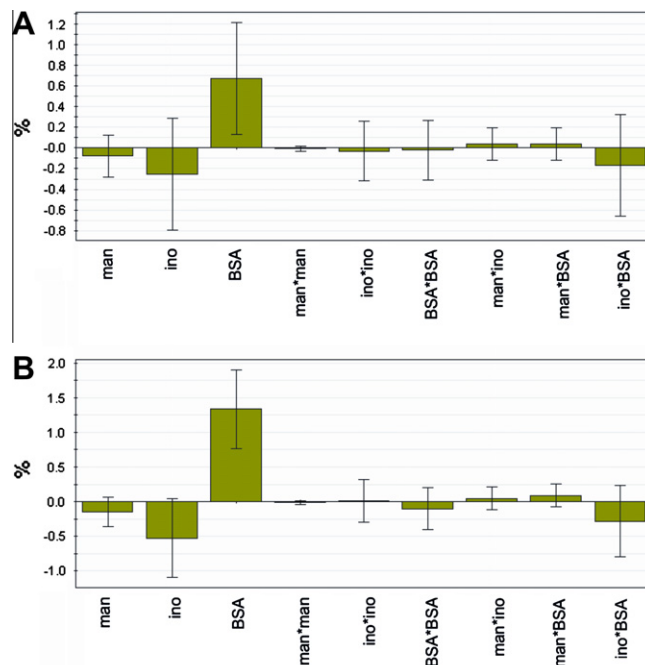 A
1.2
1.0
0.8
0.6
0.4
0.2
-0.0
-0.2
-0.4
-0.6
-0.8
%
man
ino
BSA
man*man
ino*ino
BSA*BSA
man*ino
man*BSA
ino*BSA
B
2.0
1.5
1.0
0.5
0.0
-0.5
-1.0
%
man
ino
BSA
man*man
ino*ino
BSA*BSA
man*ino
man*BSA
ino*BSA